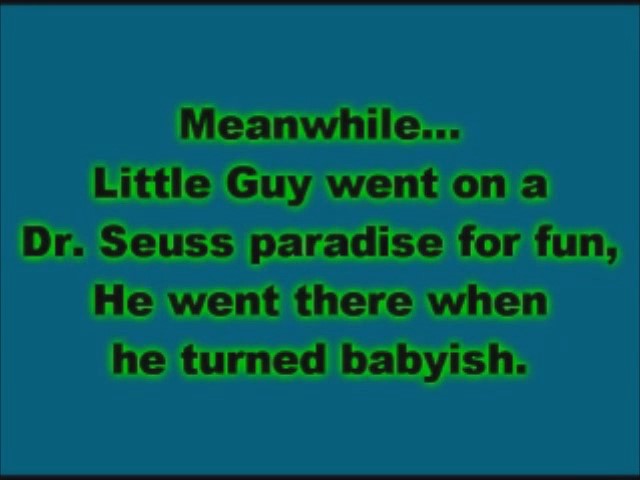 Meanwhile...
Little Guy went on a
Dr. Seuss paradise for fun,
He went there when
he turned babyish.